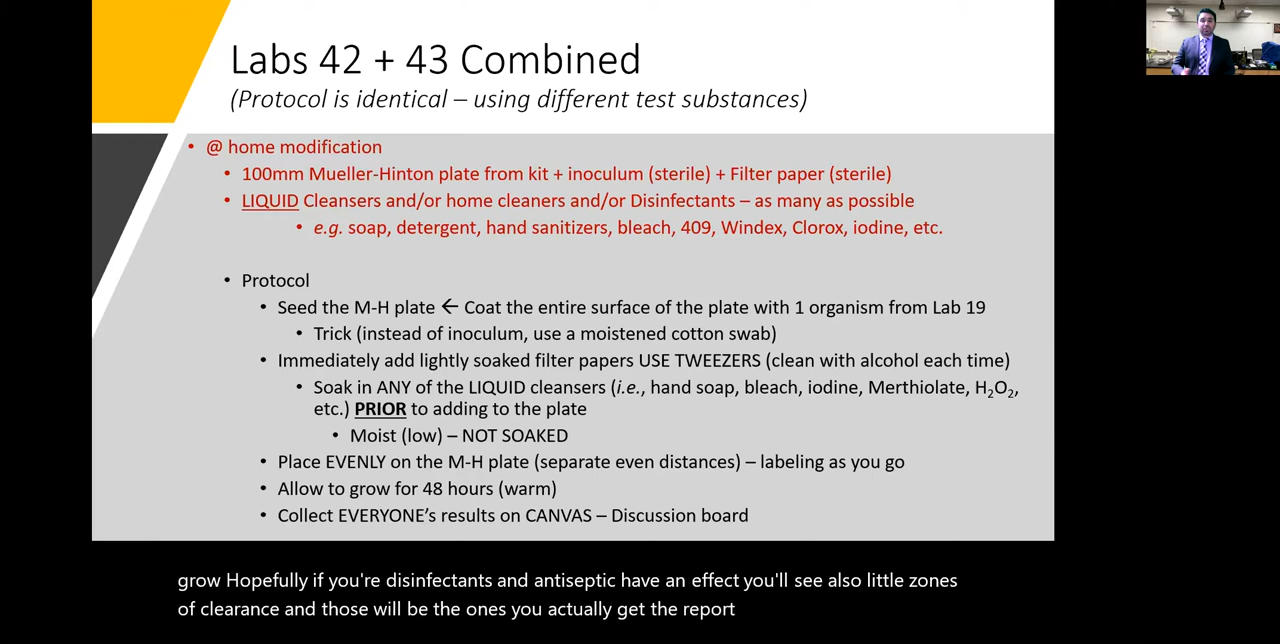 Labs 42 + 43 Combined
(Protocol is identical – using different test substances)
• @ home modification
• 100mm Mueller-Hinton plate from kit + inoculum (sterile) + Filter paper (sterile)
• LIQUID Cleansers and/or home cleaners and/or Disinfectants – as many as possible
• e.g. soap, detergent, hand sanitizers, bleach, 409, Windex, Clorox, iodine, etc.
• Protocol
• Seed the M-H plate ← Coat the entire surface of the plate with 1 organism from Lab 19
• Trick (instead of inoculum, use a moistened cotton swab)
• Immediately add lightly soaked filter papers USE TWEEZERS (clean with alcohol each time)
• Soak in ANY of the LIQUID cleansers (i.e., hand soap, bleach, iodine, Merthiolate, H₂O₂,
etc.) PRIOR to adding to the plate
• Moist (low) – NOT SOAKED
• Place EVENLY on the M-H plate (separate even distances) – labeling as you go
• Allow to grow for 48 hours (warm)
• Collect EVERYONE's results on CANVAS – Discussion board
grow Hopefully if you're disinfectants and antiseptic have an effect you'll see also little zones
of clearance and those will be the ones you actually get the report